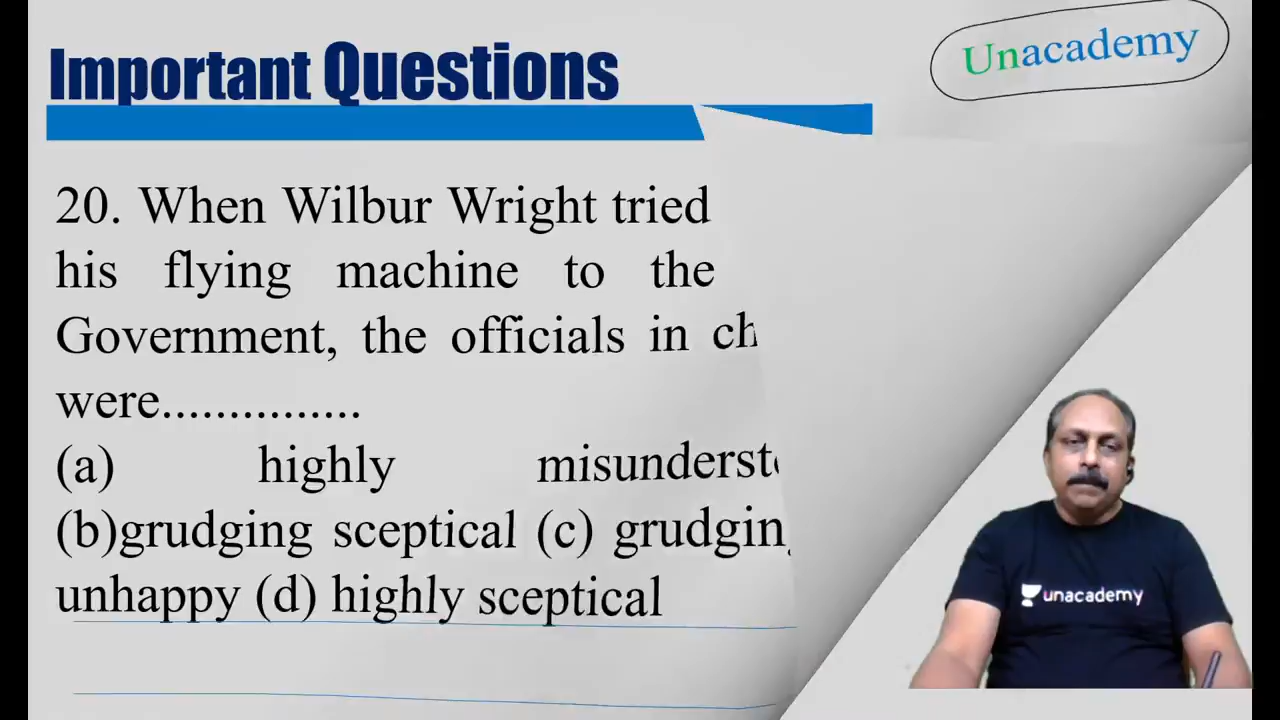 Important Questions
Unacademy
20. When Wilbur Wright tried
his flying machine to the
Government, the officials in
were...............
(a) highly
(b)grudging sceptical (c)
unhappy (d) highly sceptical
unacademy